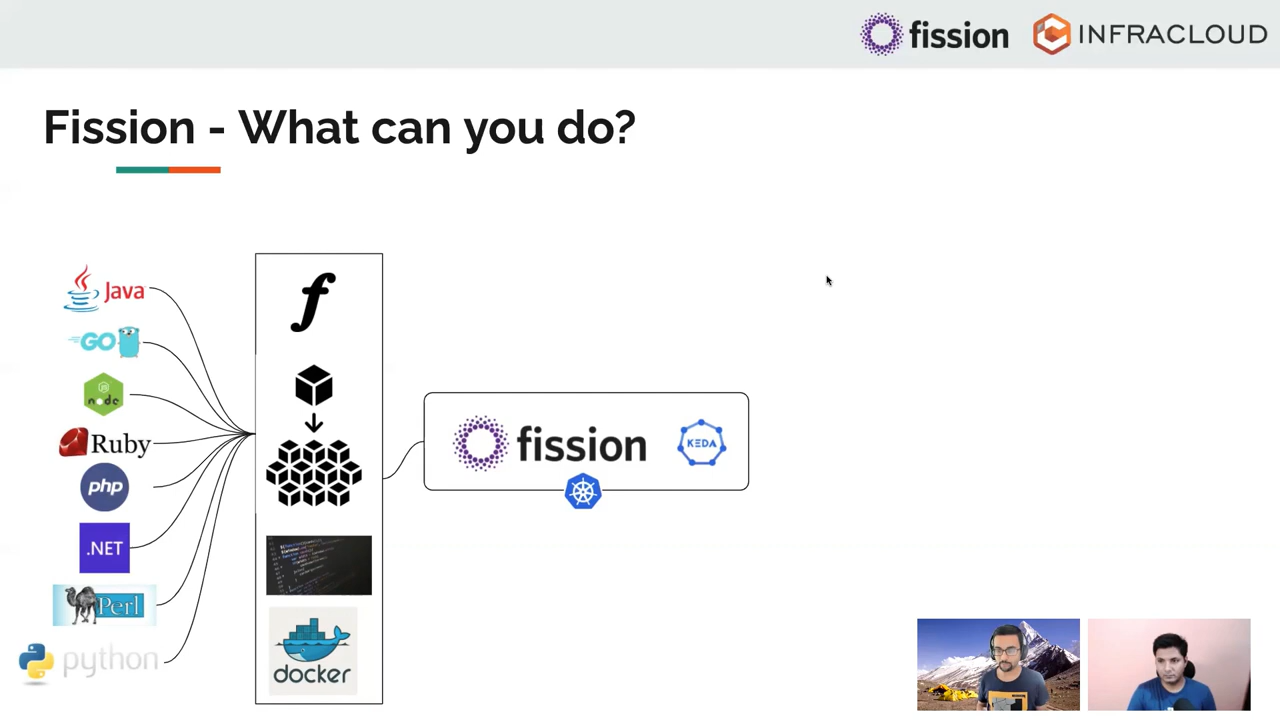 fission
INFRACLOUD
Fission - What can you do?
Java
GO
node
Ruby
php
.NET
Perl
python
f
docker
fission
KEDA